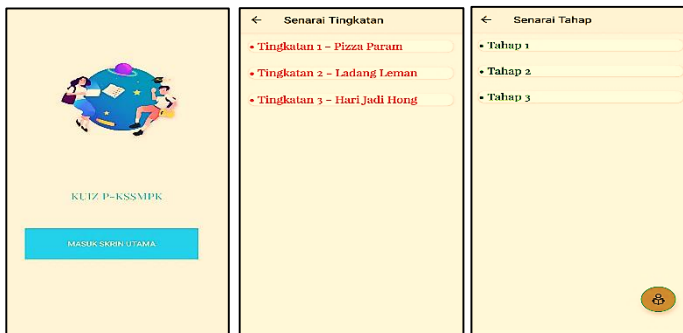 KUIZ P-KSSMPK
MASUK SKRIN UTAMA
Senarai Tingkatan
• Tingkatan 1 – Pizza Param
• Tingkatan 2 – Ladang Leman
• Tingkatan 3 – Hari Jadi Hong
Senarai Tahap
• Tahap 1
• Tahap 2
• Tahap 3